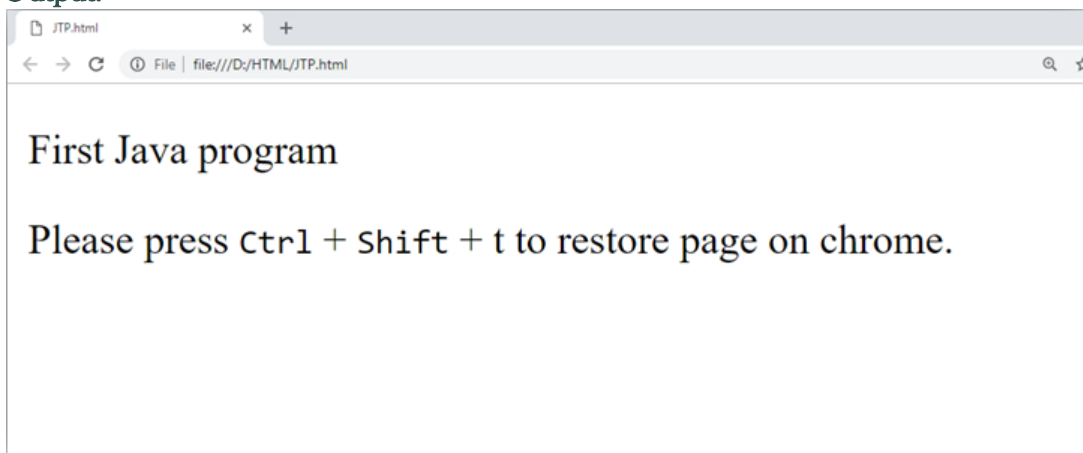 Output
JTP.html
File | file:///D:/HTML/JTP.html
First Java program
Please press Ctrl + Shift + t to restore page on chrome.